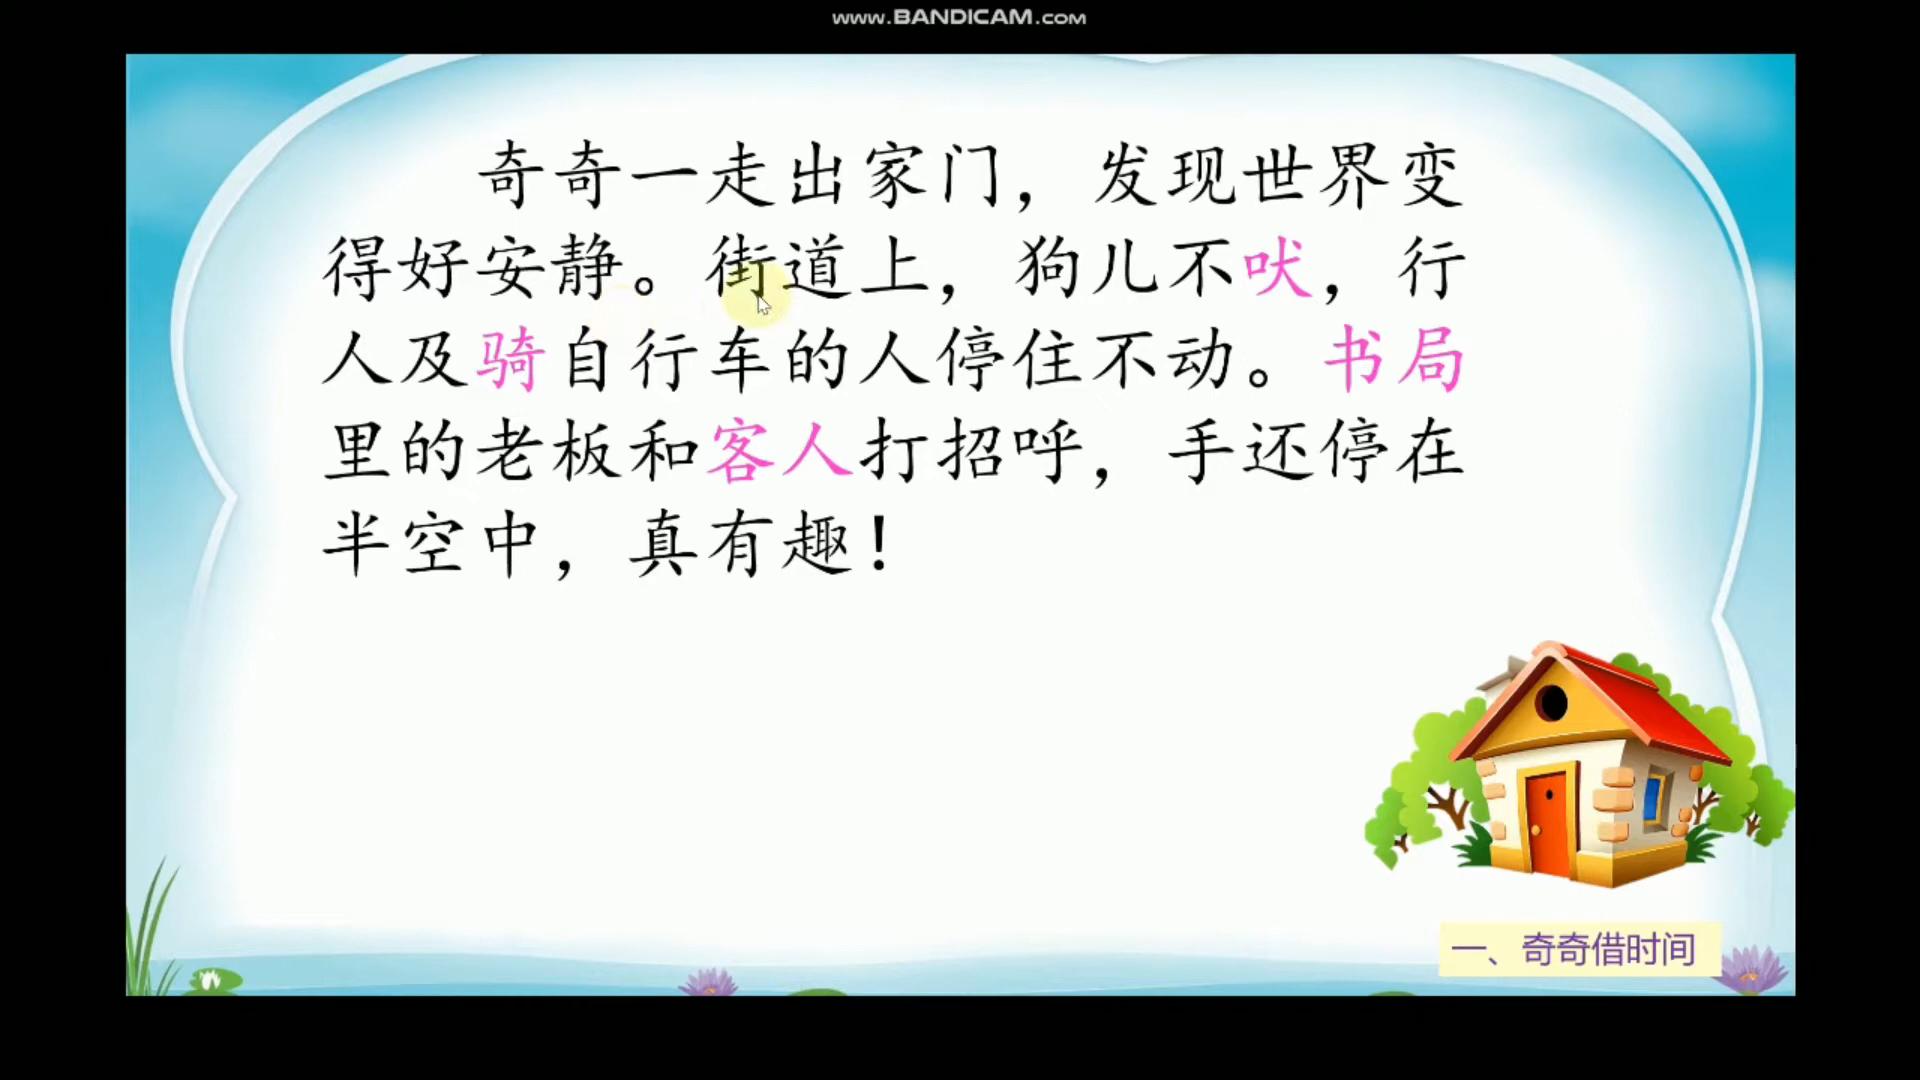 www.BANDICAM.com
奇奇一走出家门，发现世界变
得好安静。街道上，狗儿不吠，行
人及骑自行车的人停住不动。书局
里的老板和客人打招呼，手还停在
半空中，真有趣！
一、奇奇借时间